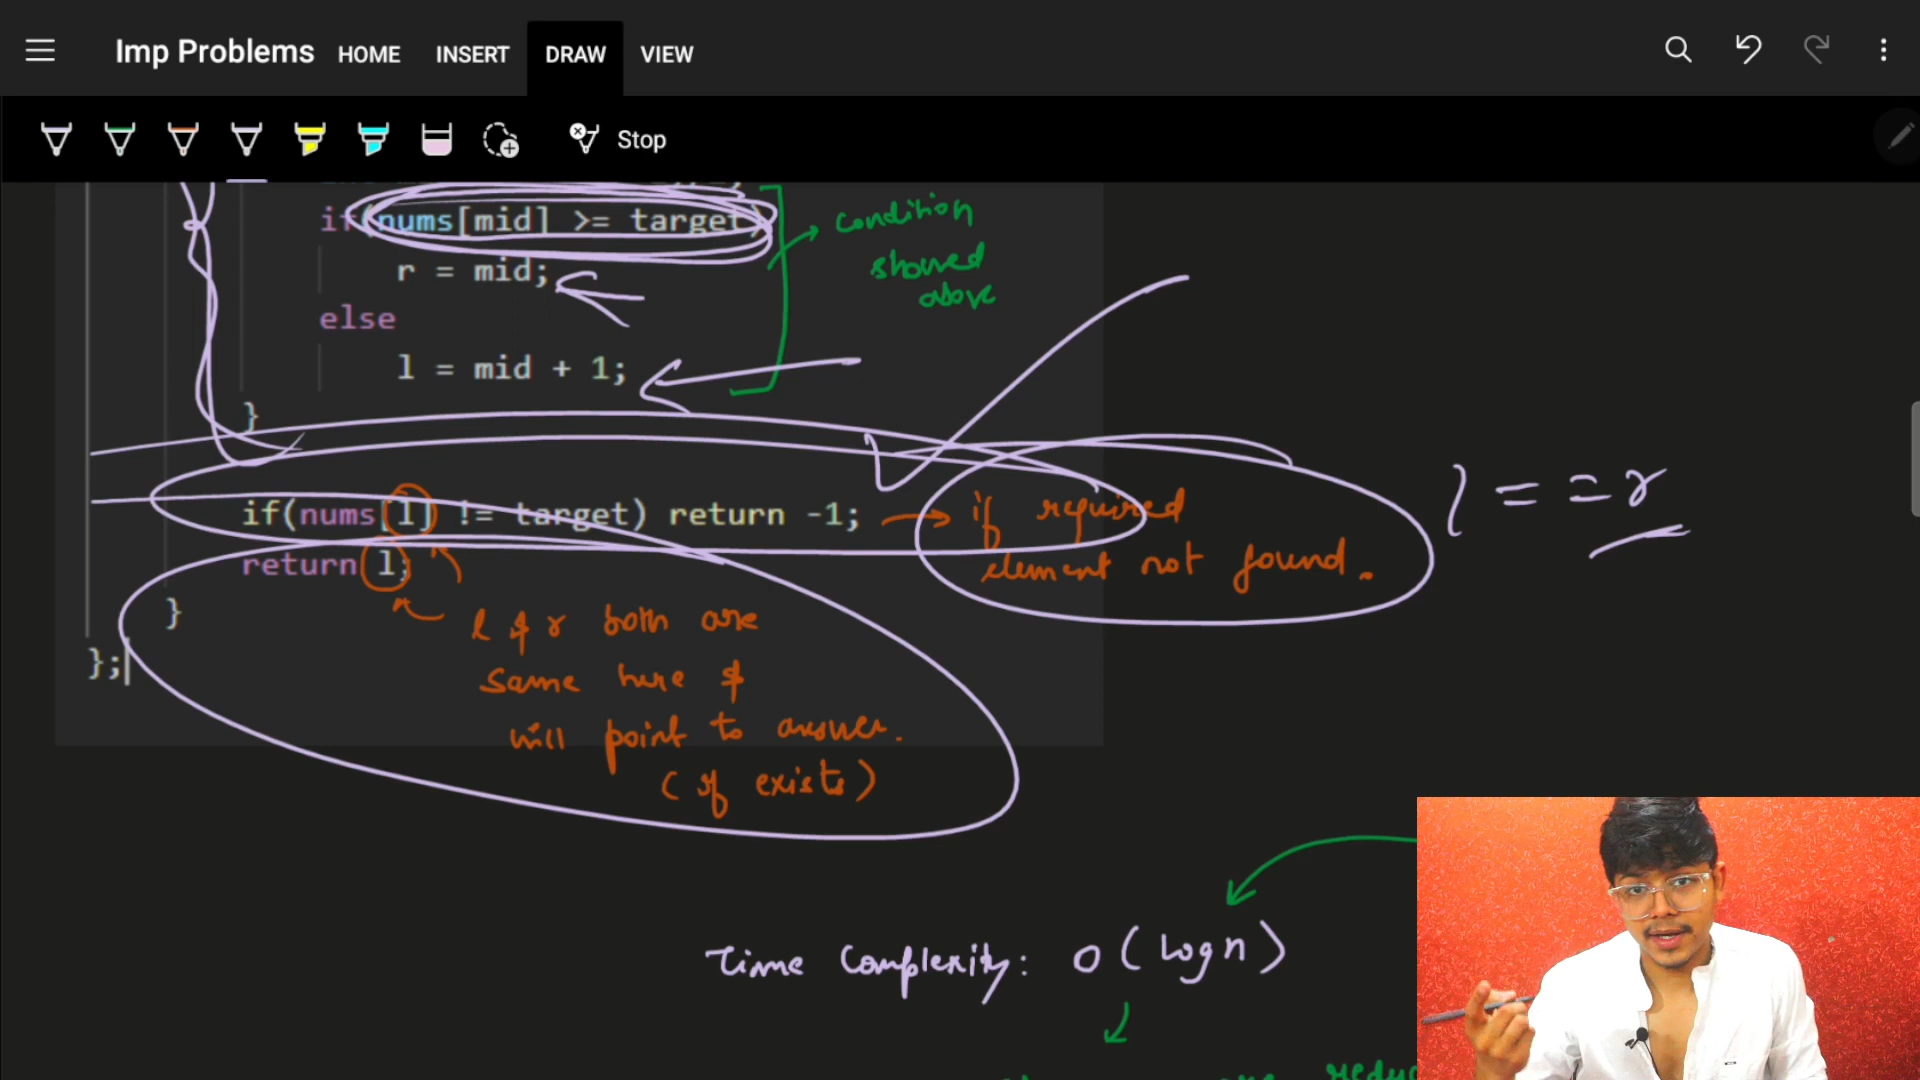 Imp Problems HOME INSERT DRAW VIEW
Stop
if(nums[mid] >= target)
r = mid;
else
l = mid + 1;
}
condition
showed
above
if(nums[l] != target) return -1;
return l;
}
};
if required
element not found.
l == r
l & r both are
same here &
will point to answer.
(if exists)
Time Complexity: O(log n)